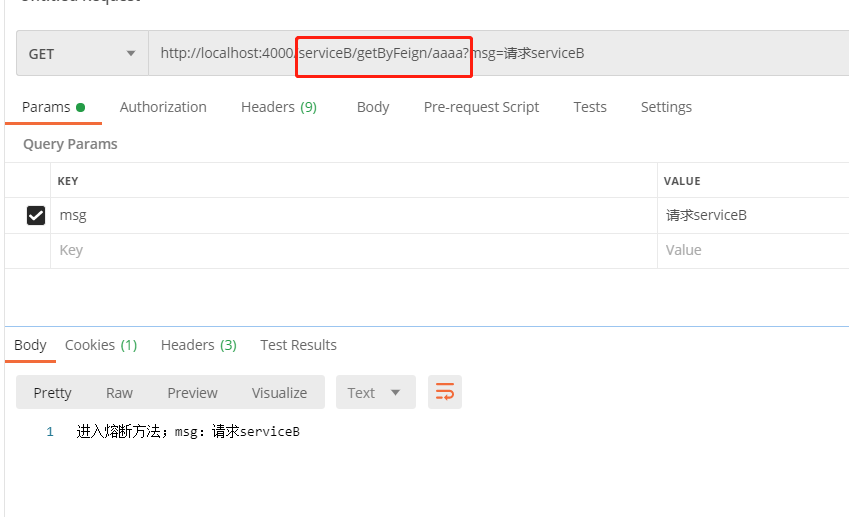 Untitled Request
GET http://localhost:4000/serviceB/getByFeign/aaaa?msg=请求serviceB
Params Authorization Headers (9) Body Pre-request Script Tests Settings
Query Params
KEY VALUE
msg 请求serviceB
Key Value
Body Cookies (1) Headers (3) Test Results
Pretty Raw Preview Visualize Text
1 进入熔断方法；msg：请求serviceB